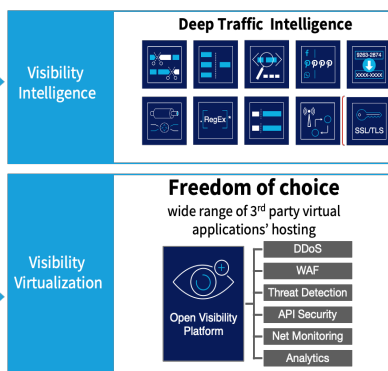 Deep Traffic Intelligence
Visibility
Intelligence
9263-2874
XXXX-XXXX
. RegEx *
SSL/TLS
Freedom of choice
wide range of 3rd party virtual
applications' hosting
Visibility
Virtualization
Open Visibility
Platform
DDoS
WAF
Threat Detection
API Security
Net Monitoring
Analytics